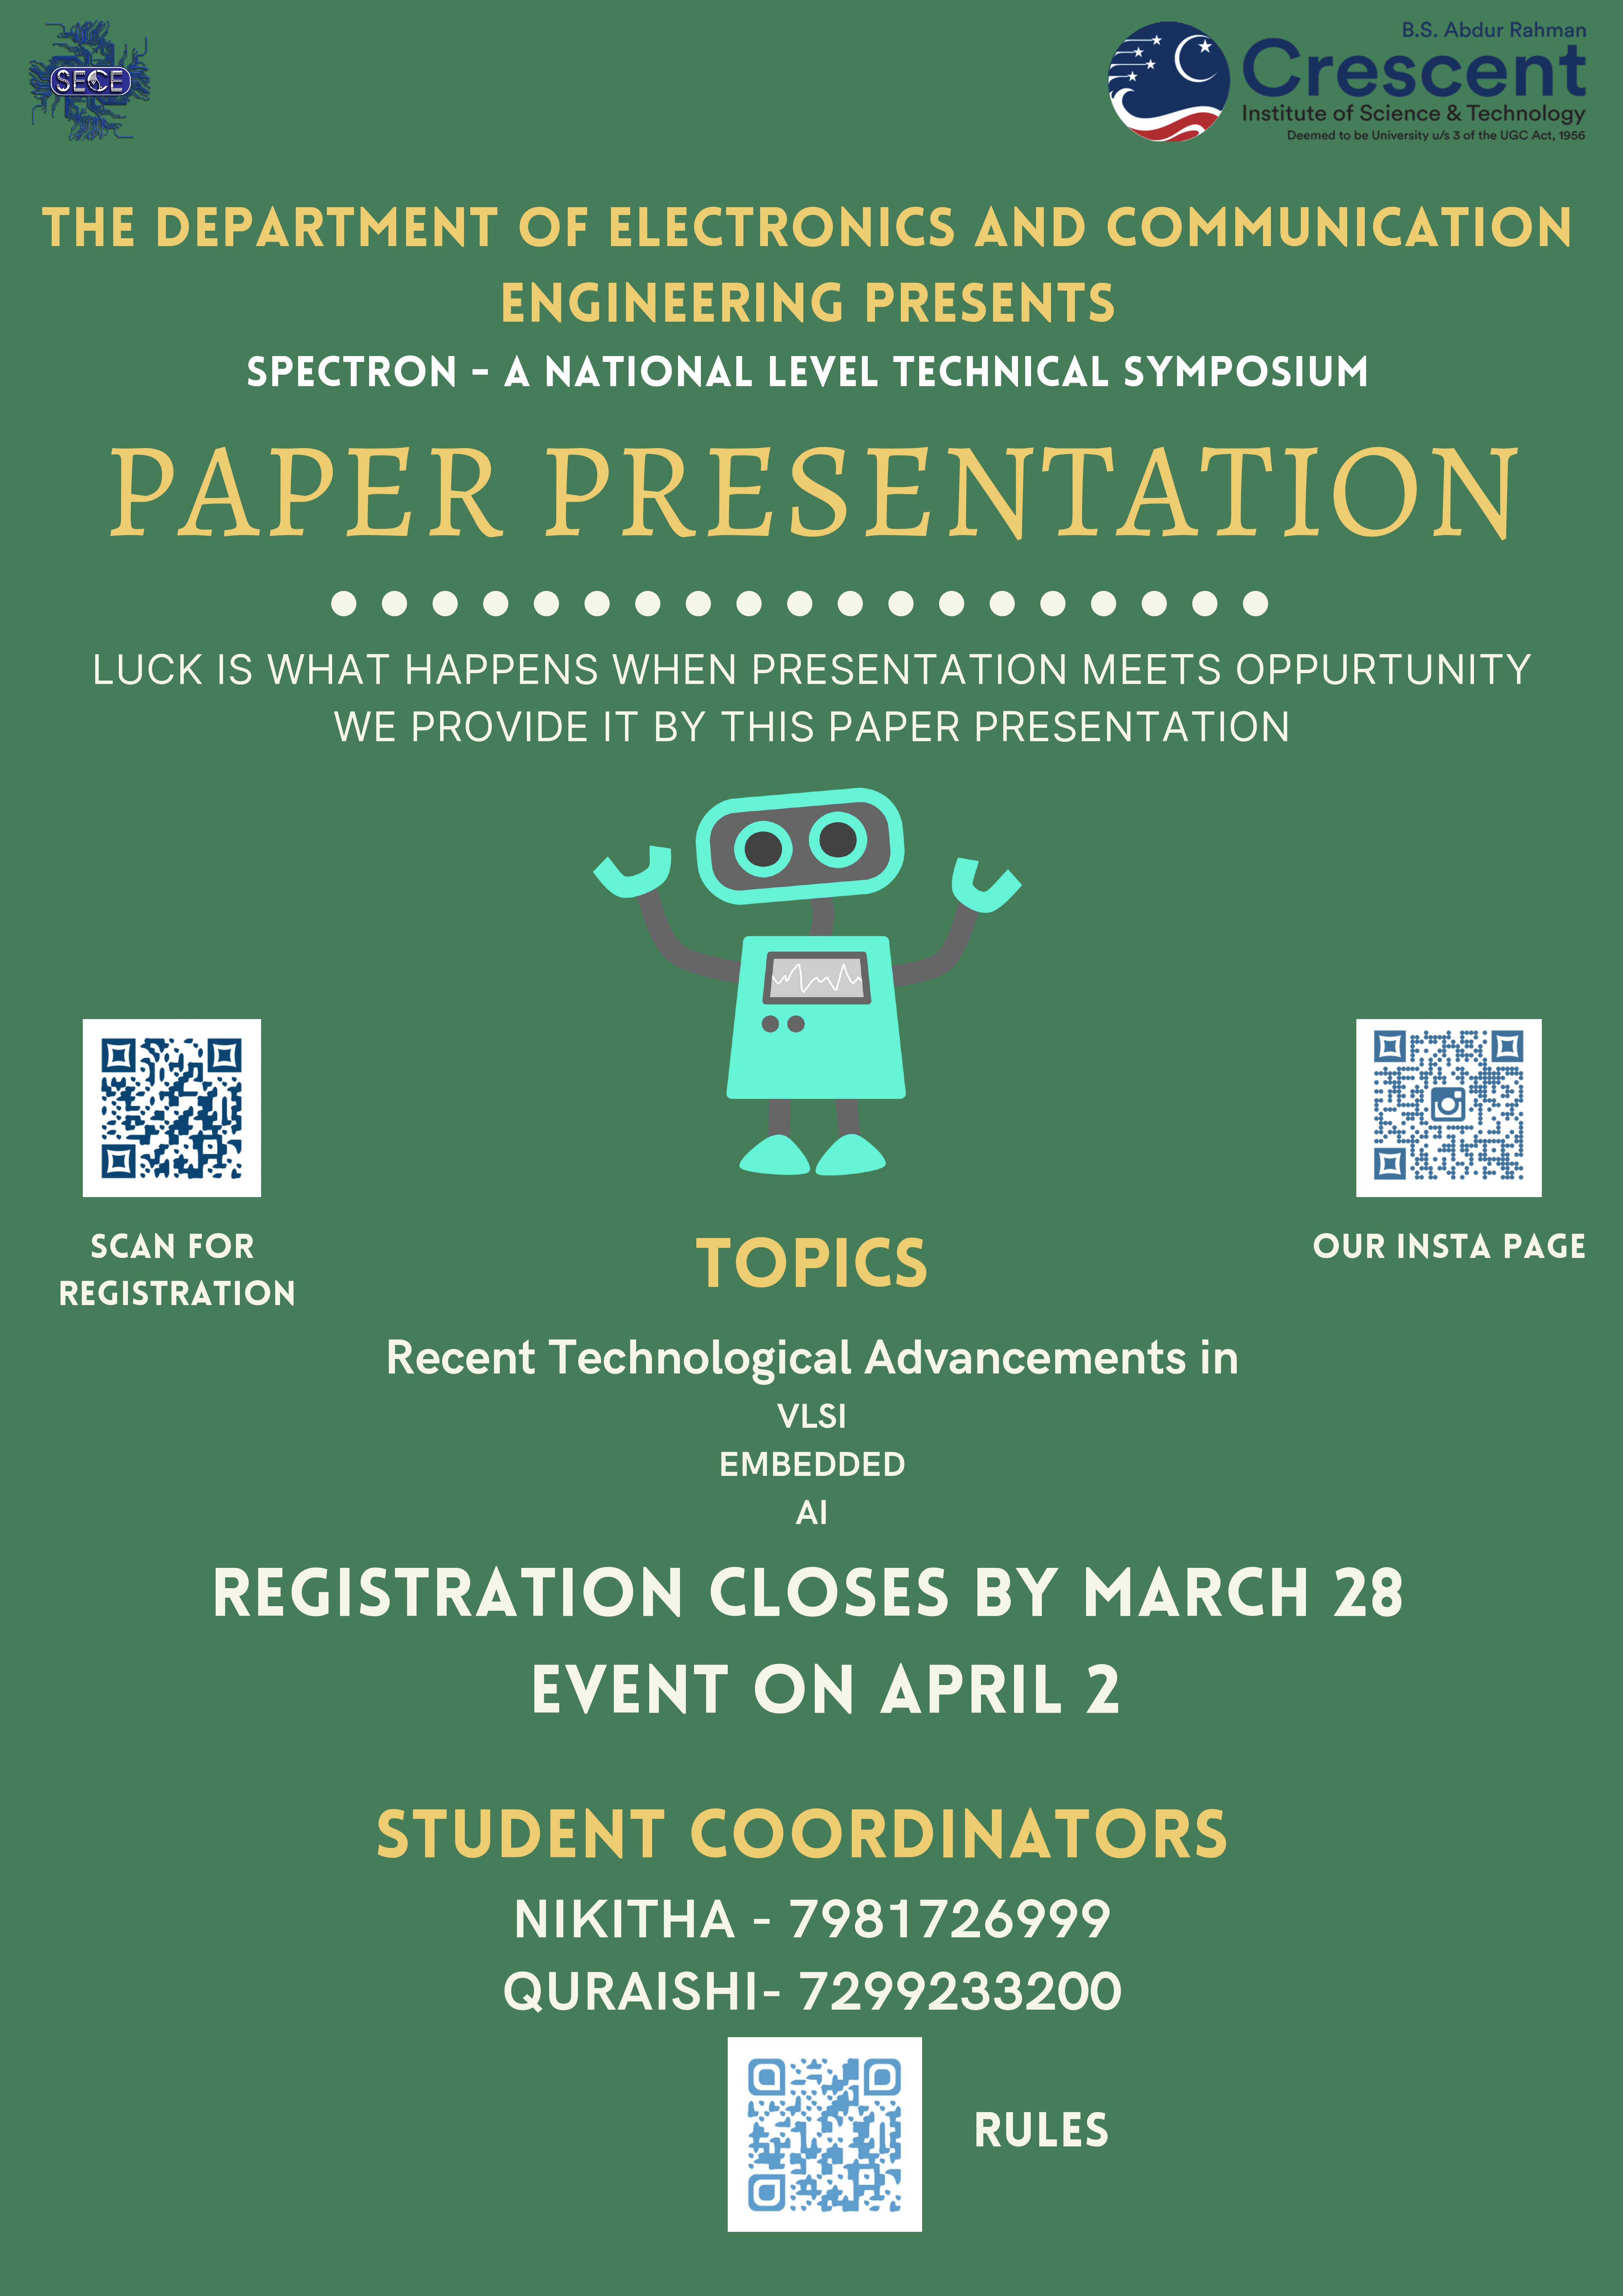 SECE
B.S. Abdur Rahman
Crescent
Institute of Science & Technology
Deemed to be University u/s 3 of the UGC Act, 1956
THE DEPARTMENT OF ELECTRONICS AND COMMUNICATION
ENGINEERING PRESENTS
SPECTRON - A NATIONAL LEVEL TECHNICAL SYMPOSIUM
PAPER PRESENTATION
LUCK IS WHAT HAPPENS WHEN PRESENTATION MEETS OPPURTUNITY
WE PROVIDE IT BY THIS PAPER PRESENTATION
SCAN FOR
REGISTRATION
OUR INSTA PAGE
TOPICS
Recent Technological Advancements in
VLSI
EMBEDDED
AI
REGISTRATION CLOSES BY MARCH 28
EVENT ON APRIL 2
STUDENT COORDINATORS
NIKITHA - 7981726999
QURAISHI- 7299233200
RULES